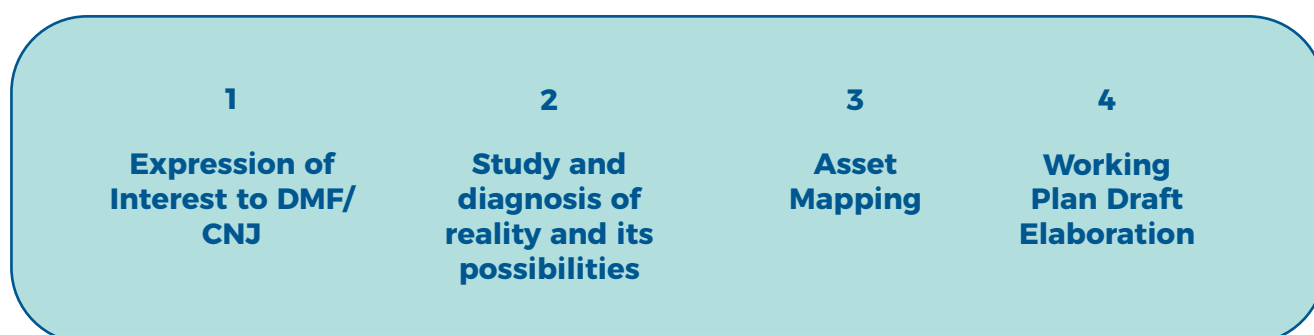 1
Expression of
Interest to DMF/
CNJ
2
Study and
diagnosis of
reality and its
possibilities
3
Asset
Mapping
4
Working
Plan Draft
Elaboration